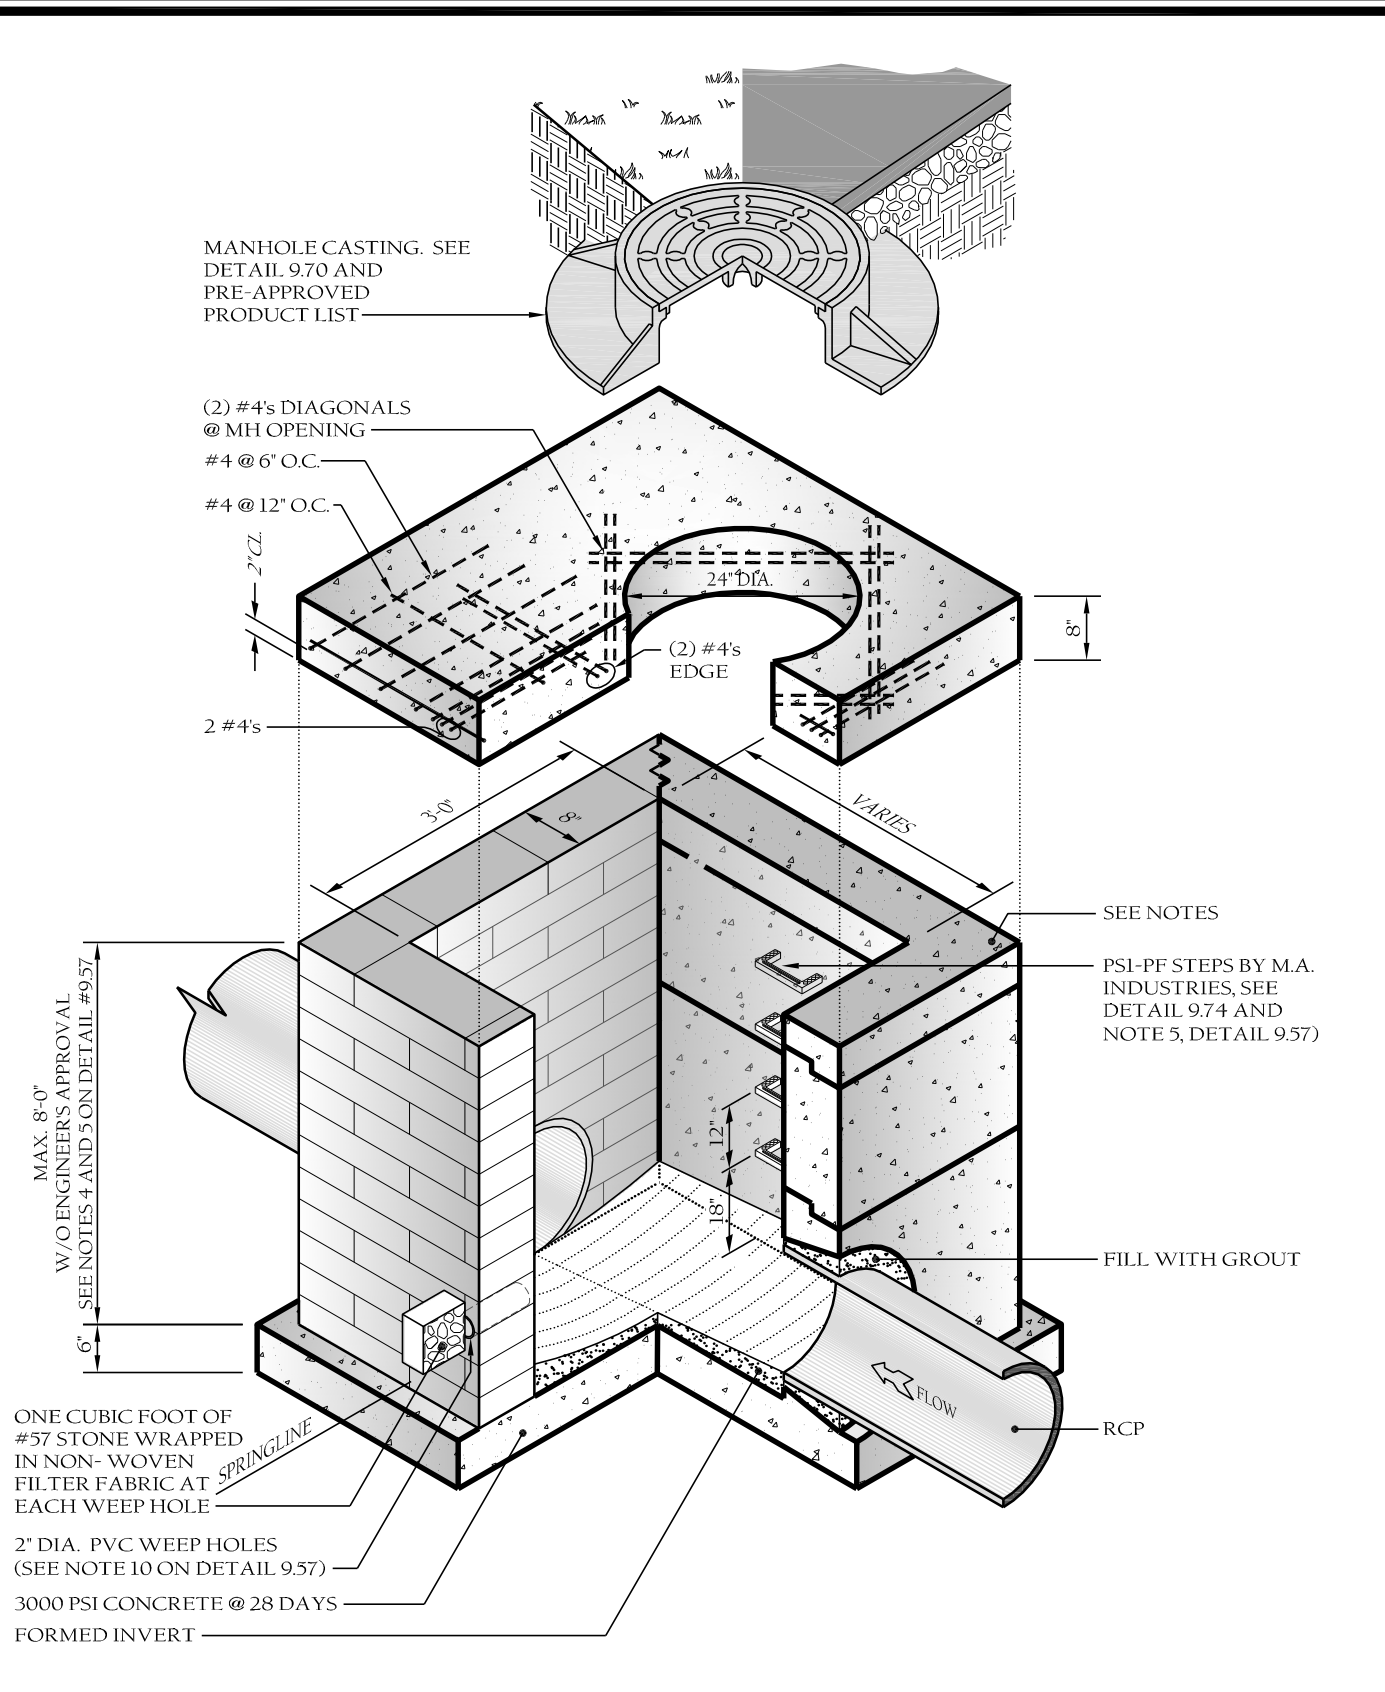 MANHOLE CASTING. SEE
DETAIL 9.70 AND
PRE-APPROVED
PRODUCT LIST
(2) #4's DIAGONALS
@ MH OPENING
#4 @ 6" O.C.
#4 @ 12" O.C.
2" CL.
24" DIA.
8"
(2) #4's
EDGE
2 #4's
3'-0"
8"
VARIES
SEE NOTES
PS1-PF STEPS BY M.A.
INDUSTRIES, SEE
DETAIL 9.74 AND
NOTE 5, DETAIL 9.57)
MAX. 8'-0"
W/O ENGINEER'S APPROVAL
SEE NOTES 4 AND 5 ON DETAIL #9.57
12"
18"
FILL WITH GROUT
6"
FLOW
RCP
SPRINGLINE
ONE CUBIC FOOT OF
#57 STONE WRAPPED
IN NON- WOVEN
FILTER FABRIC AT
EACH WEEP HOLE
2" DIA. PVC WEEP HOLES
(SEE NOTE 10 ON DETAIL 9.57)
3000 PSI CONCRETE @ 28 DAYS
FORMED INVERT